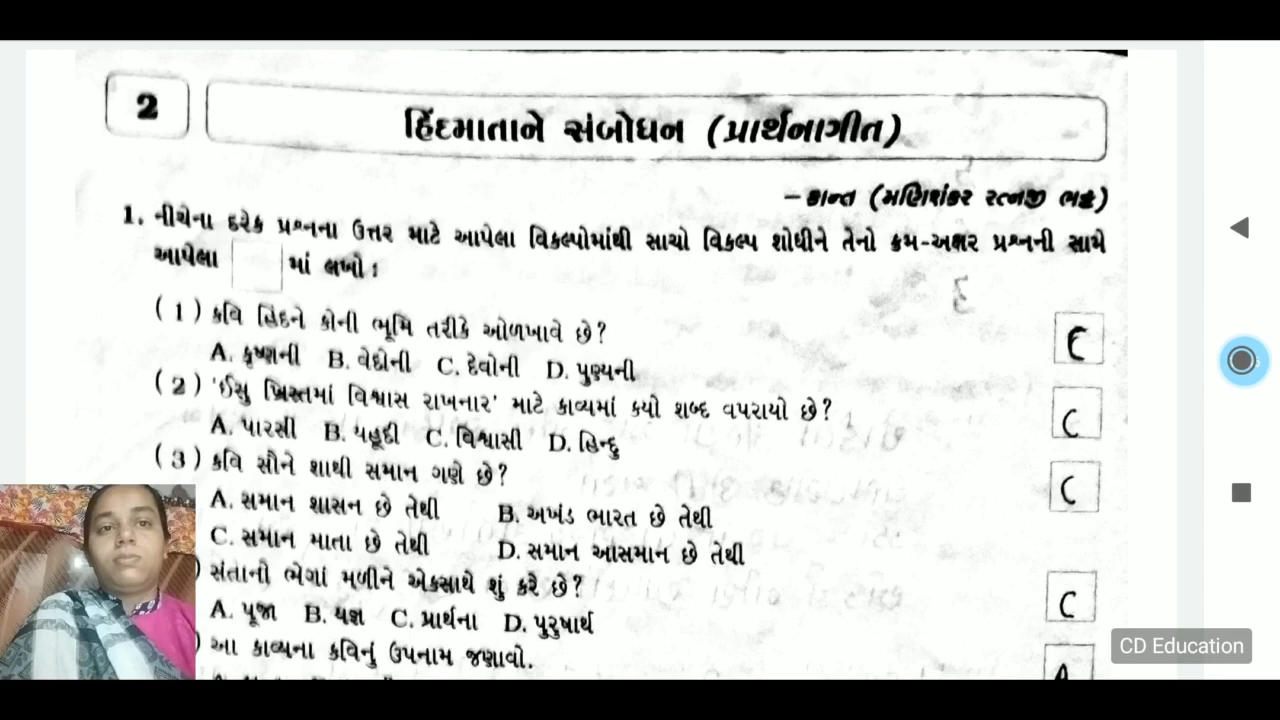 2
હિંદમાતાને સંબોધન (પ્રાર્થનાગીત)
– કાન્ત (મણિશંકર રત્નજી ભટ્ટ)
1. નીચેના દરેક પ્રશ્નના ઉત્તર માટે આપેલા વિકલ્પોમાંથી સાચો વિકલ્પ શોધીને તેનો ક્રમ-અક્ષર પ્રશ્નની સામે
આપેલા માં લખો :
(1) કવિ હિંદને કોની ભૂમિ તરીકે ઓળખાવે છે?
A. કૃષ્ણની B. વેદોની C. દેવોની D. પુણ્યની
(2) 'ઈસુ ખ્રિસ્તમાં વિશ્વાસ રાખનાર' માટે કાવ્યમાં કયો શબ્દ વપરાયો છે?
C
A. પારસી B. યહૂદી C. વિશ્વાસી D. હિન્દુ
(3) કવિ સૌને શાથી સમાન ગણે છે?
C
A. સમાન શાસન છે તેથી B. અખંડ ભારત છે તેથી
C. સમાન માતા છે તેથી D. સમાન આસમાન છે તેથી
) સંતાનો ભેગાં મળીને એકસાથે શું કરે છે?
C
A. પૂજા B. યજ્ઞ C. પ્રાર્થના D. પુરુષાર્થ
) આ કાવ્યના કવિનું ઉપનામ જણાવો.
A
CD Education